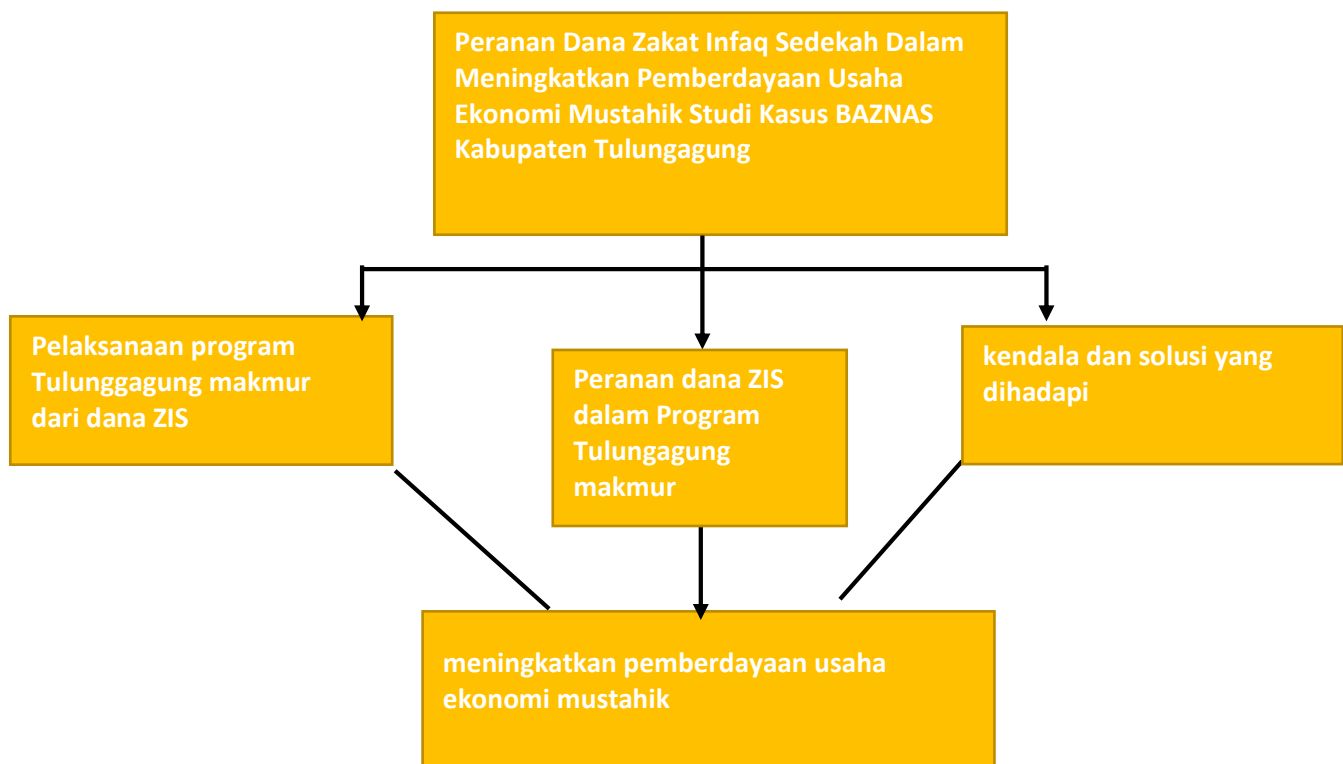 Peranan Dana Zakat Infaq Sedekah Dalam
Meningkatkan Pemberdayaan Usaha
Ekonomi Mustahik Studi Kasus BAZNAS
Kabupaten Tulungagung
Pelaksanaan program
Tulunggagung makmur
dari dana ZIS
Peranan dana ZIS
dalam Program
Tulungagung
makmur
kendala dan solusi yang
dihadapi
meningkatkan pemberdayaan usaha
ekonomi mustahik